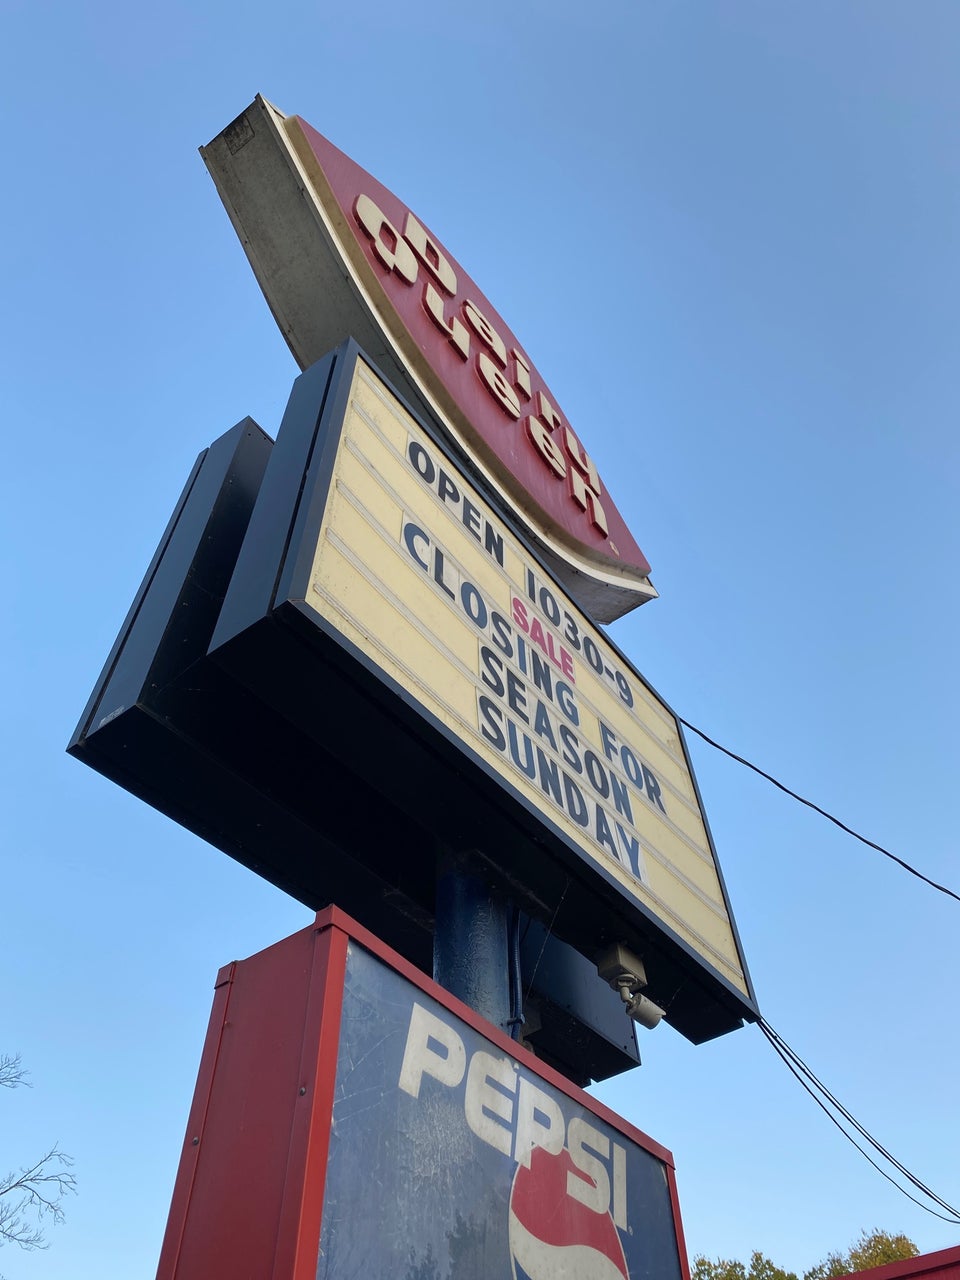 Dairy
Queen
OPEN 1030-9
SALE
CLOSING FOR
SEASON
SUNDAY
PEPSI